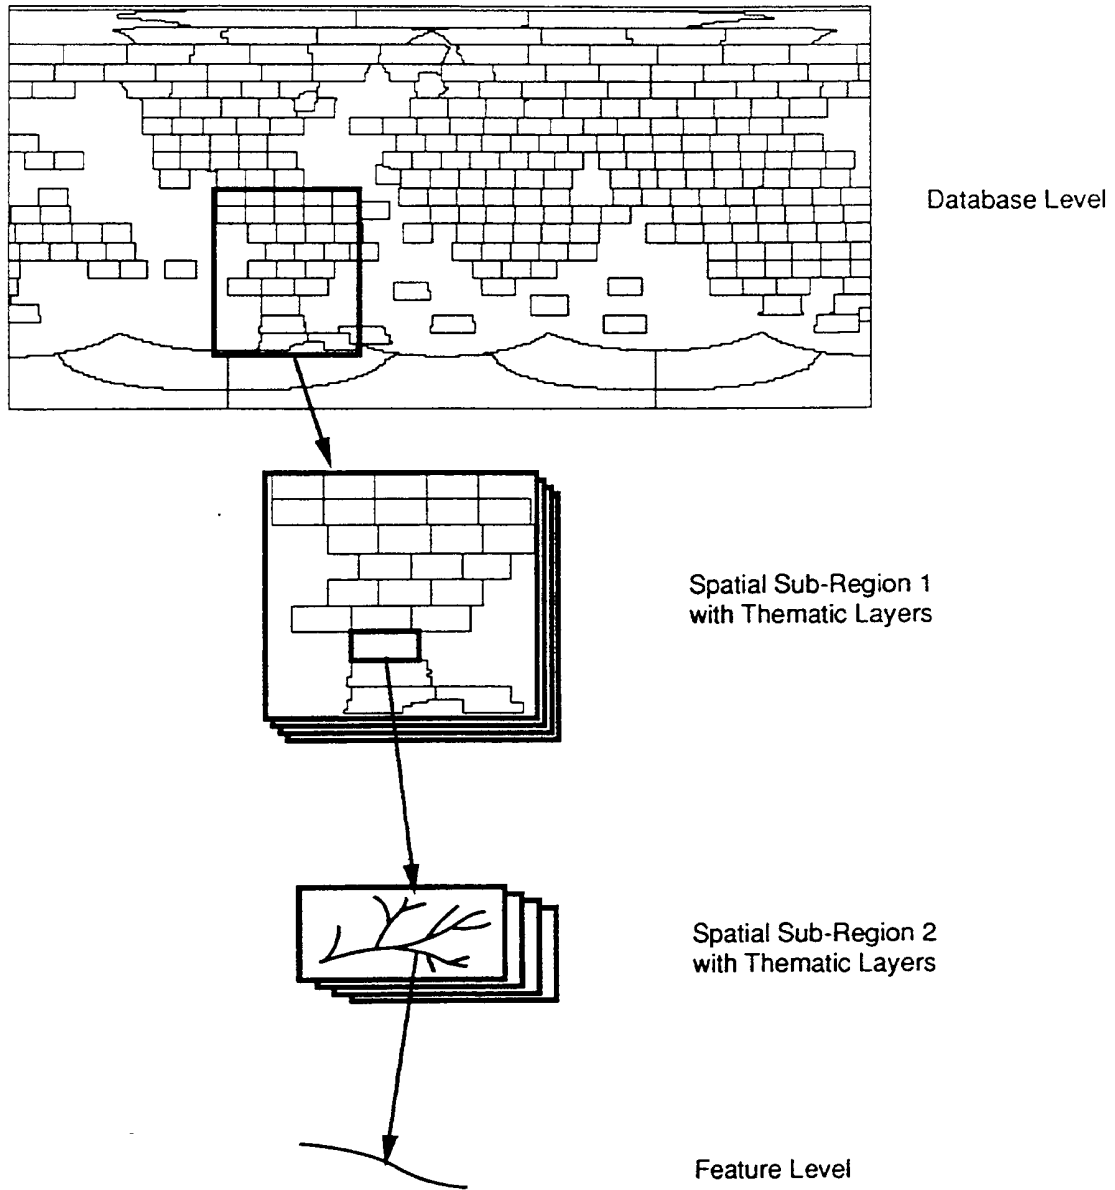 Database Level
Spatial Sub-Region 1
with Thematic Layers
Spatial Sub-Region 2
with Thematic Layers
Feature Level